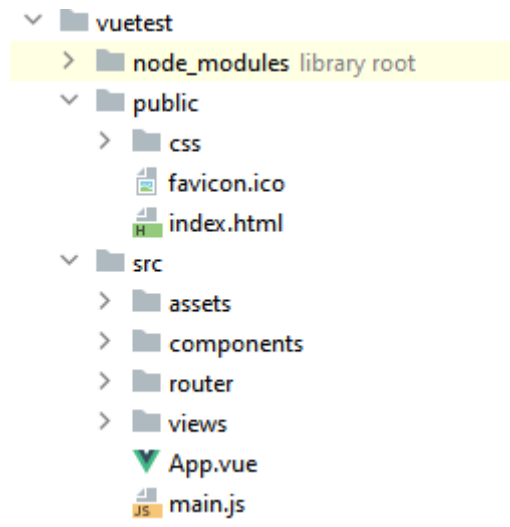 vuetest
node_modules library root
public
css
favicon.ico
H index.html
src
assets
components
router
views
App.vue
JS main.js